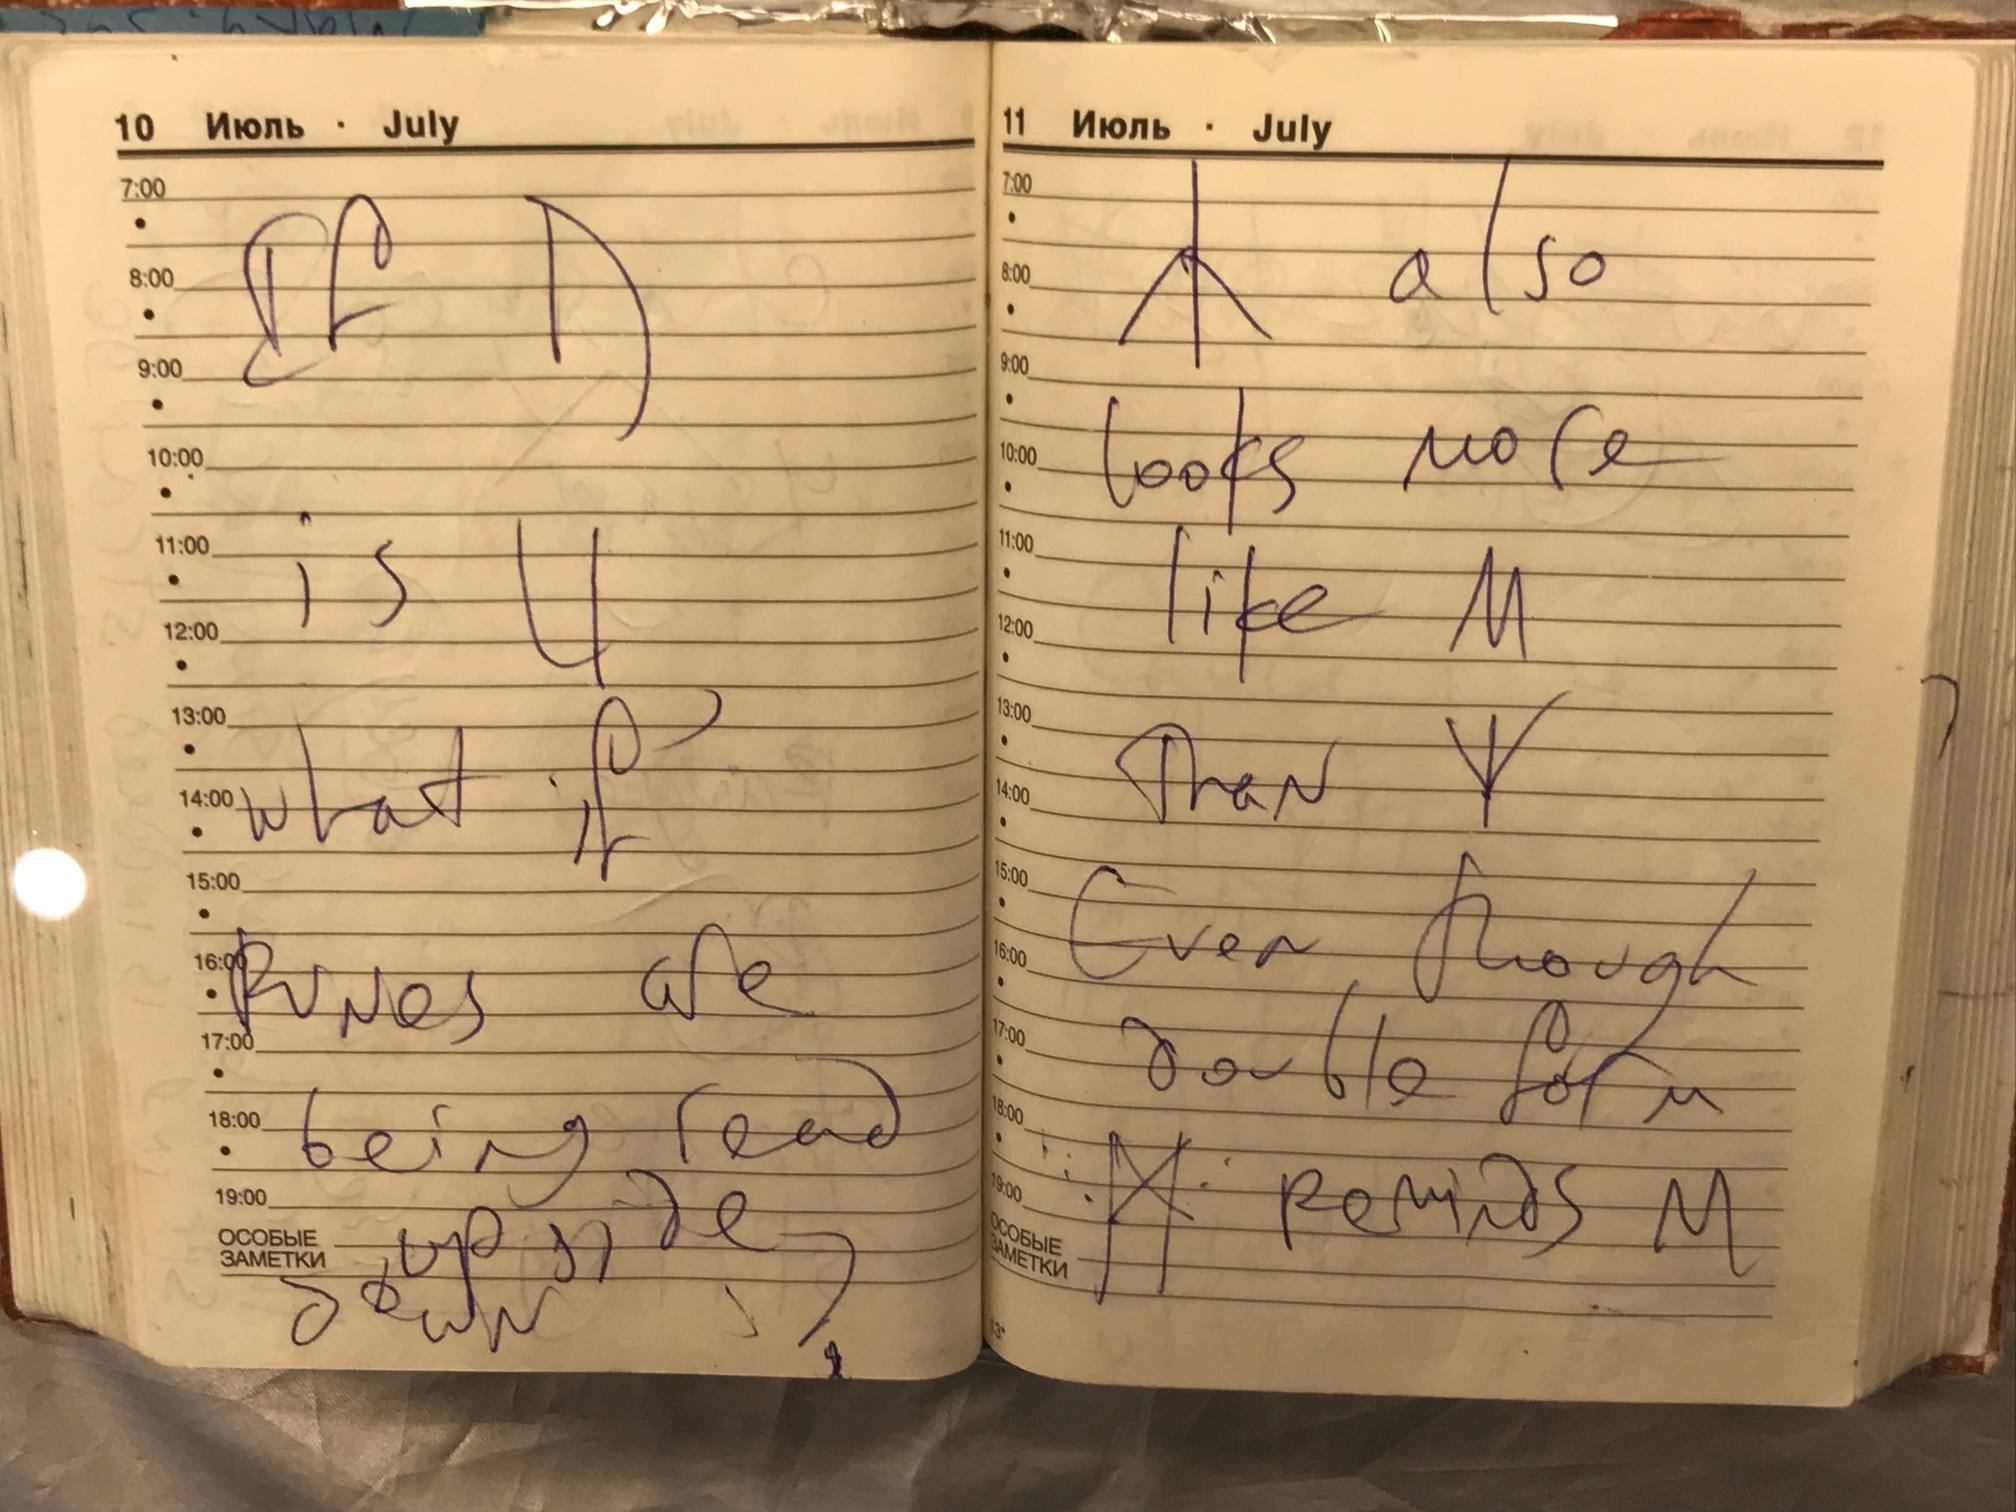 10 Июль · July
7:00
8:00
If ᚢ
9:00
10:00
11:00
is U
12:00
13:00
what if
14:00
15:00
16:00
Runes are
17:00
18:00
being read
19:00
ОСОБЫЕ
ЗАМЕТКИ
upside
down ?
11 Июль · July
7:00
8:00
ᛦ also
9:00
10:00
looks more
11:00
12:00
like M
13:00
14:00
Than ᛉ
15:00
16:00
Even though
17:00
double form
18:00
19:00
ᛗ reminds M
ОСОБЫЕ
ЗАМЕТКИ
13*